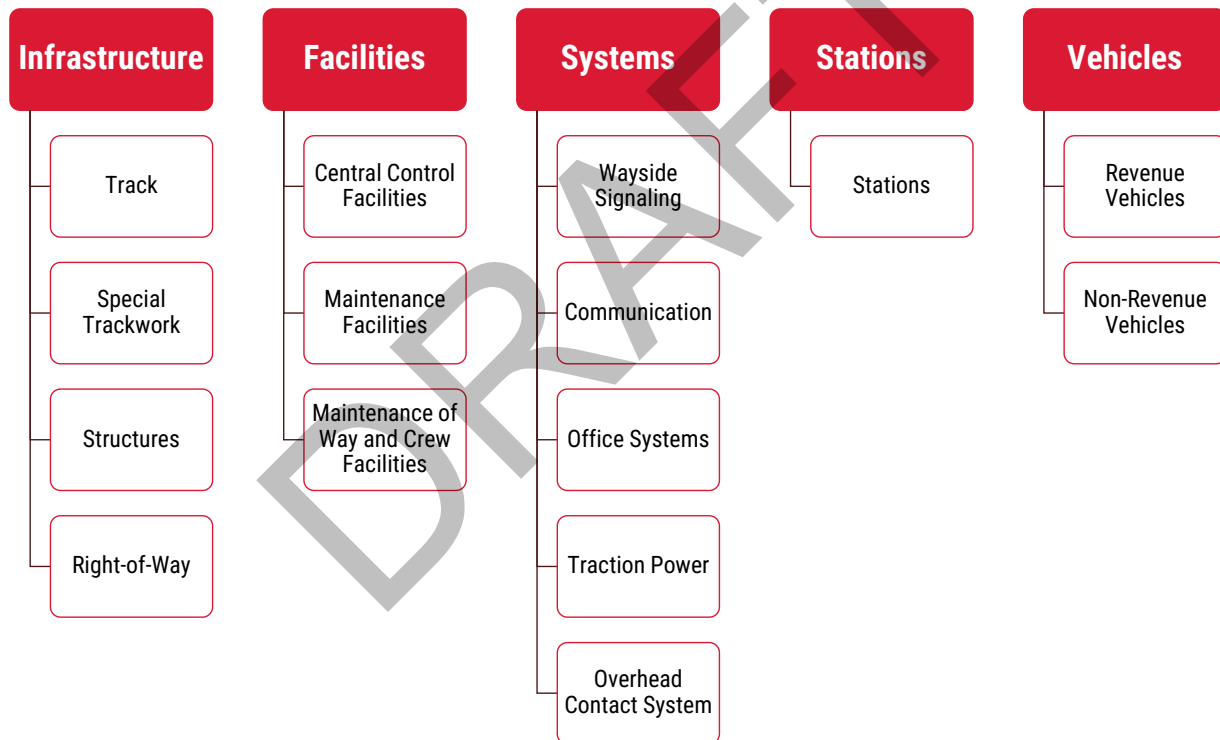 Infrastructure
Track
Special
Trackwork
Structures
Right-of-Way
Facilities
Central Control
Facilities
Maintenance
Facilities
Maintenance of
Way and Crew
Facilities
Systems
Wayside
Signaling
Communication
Office Systems
Traction Power
Overhead
Contact System
Stations
Stations
Vehicles
Revenue
Vehicles
Non-Revenue
Vehicles
DRAFT